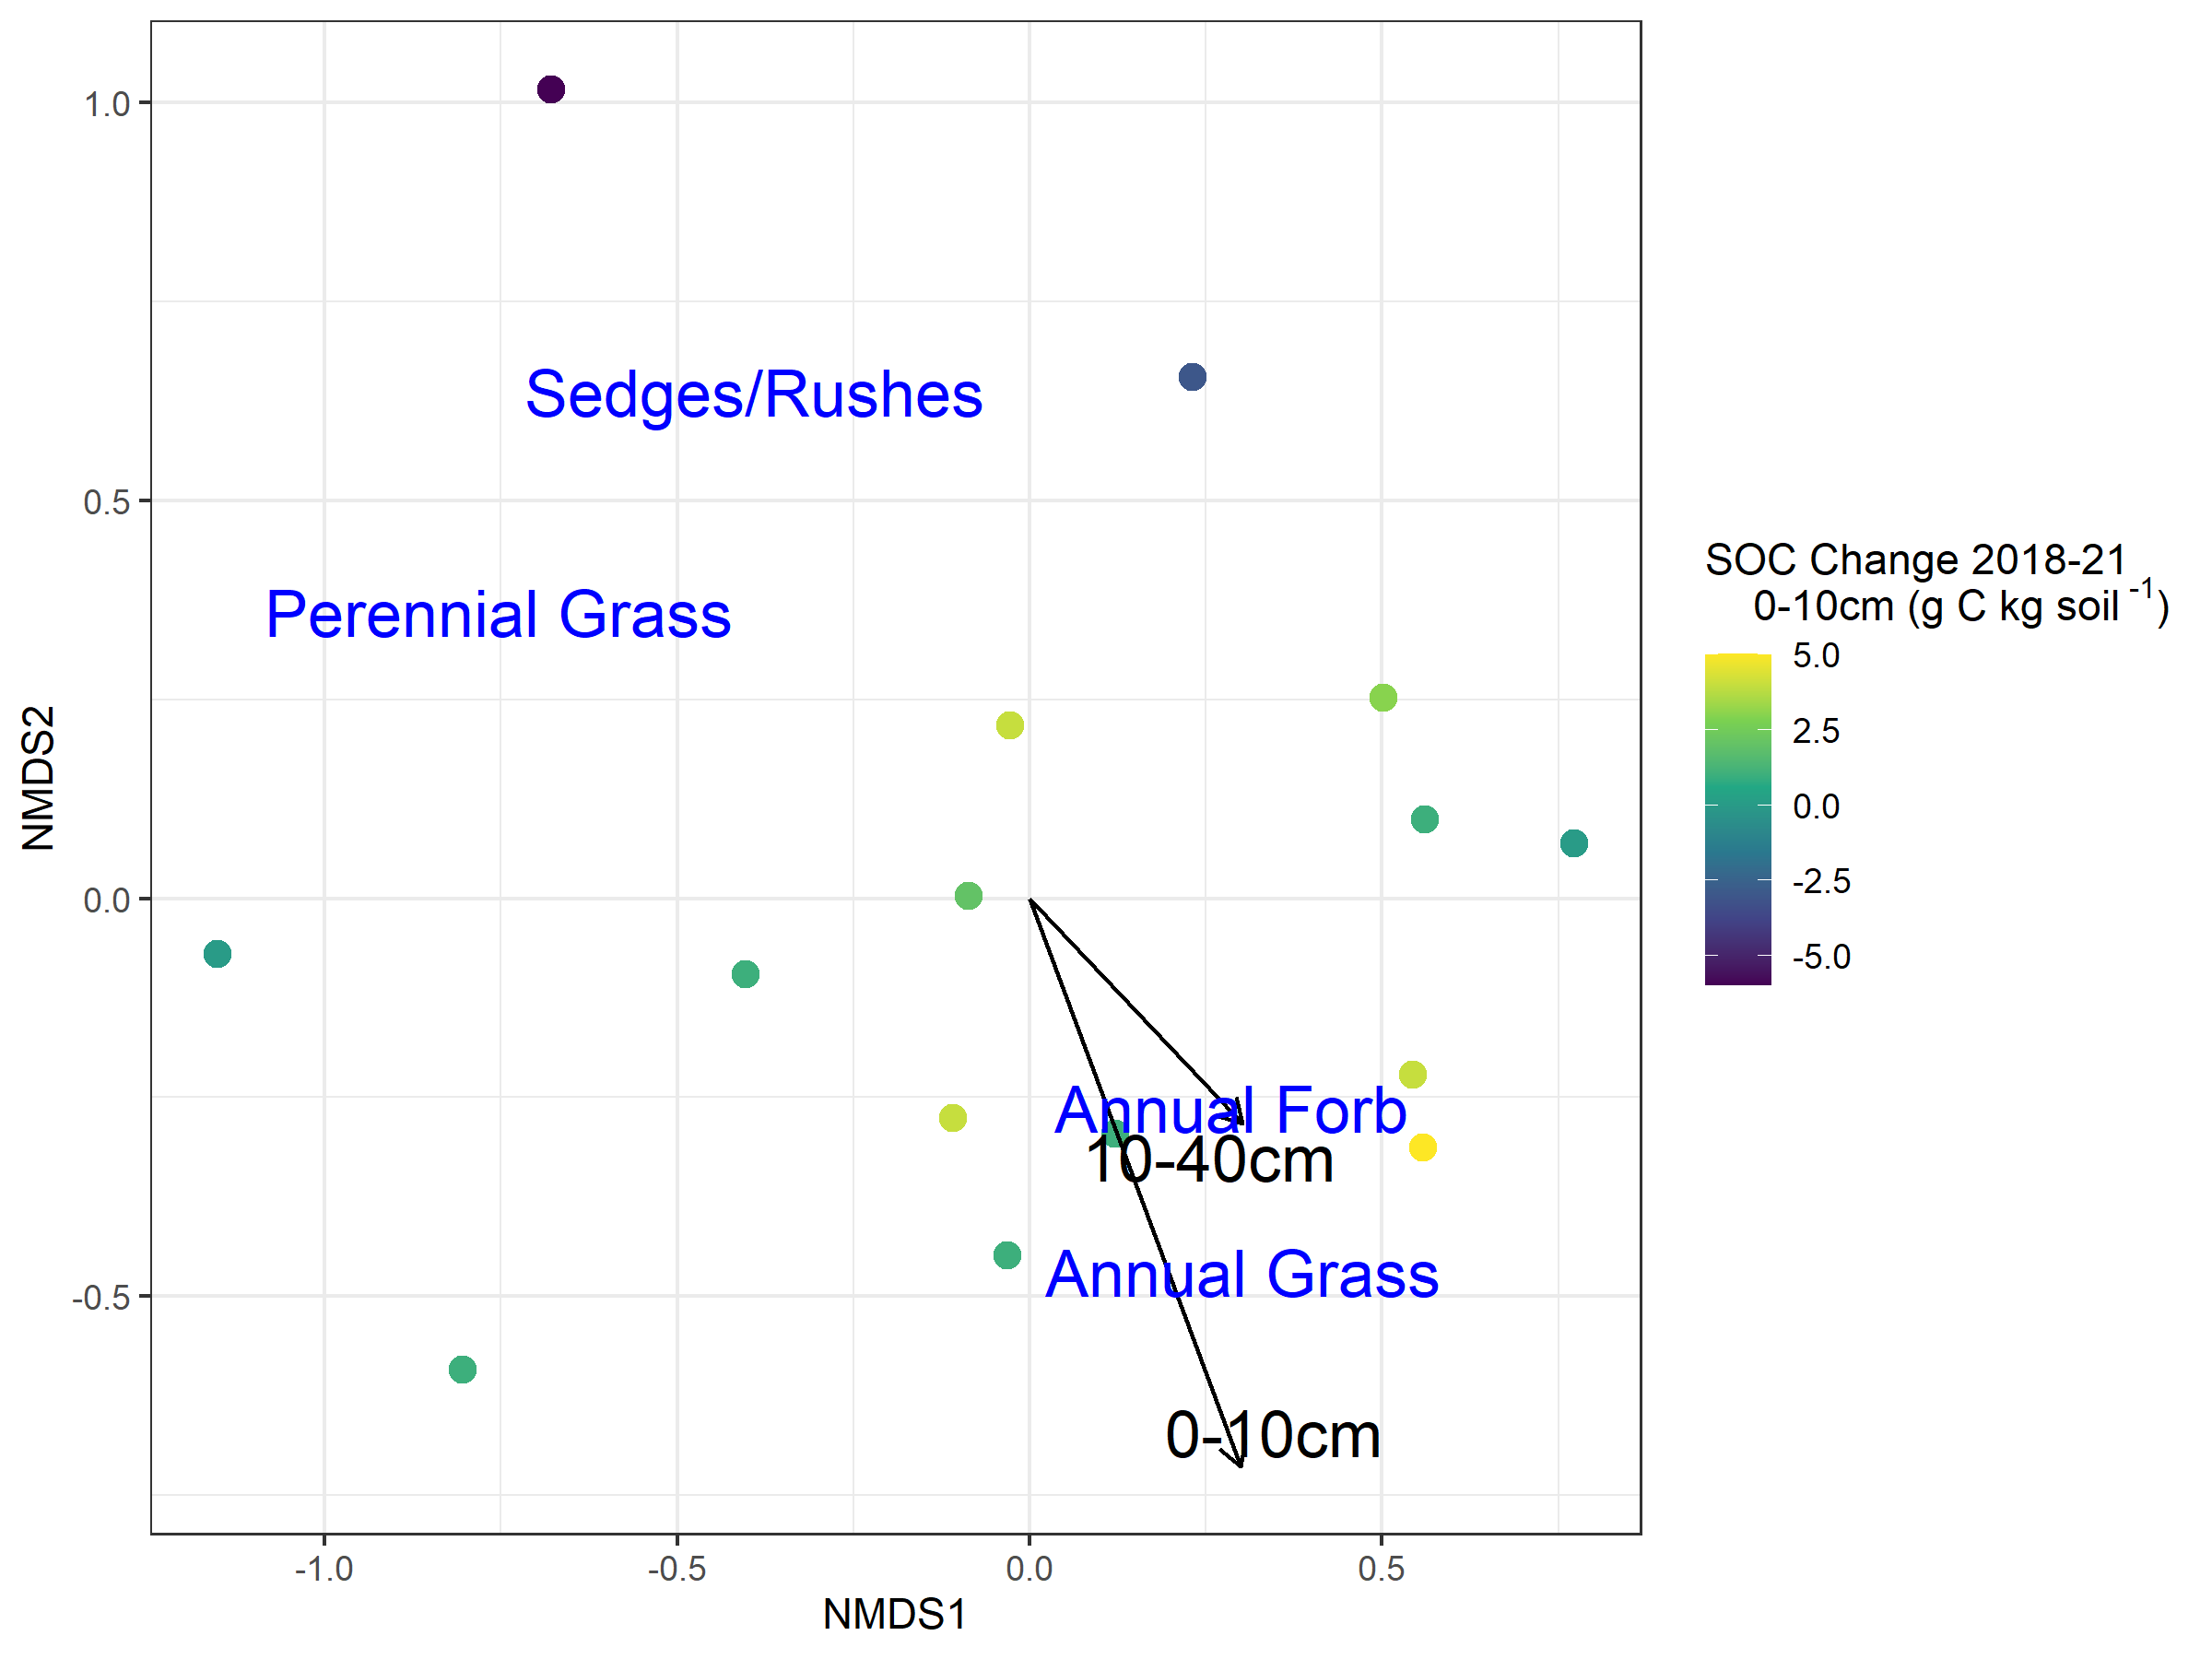 1.0
0.5
0.0
-0.5
NMDS2
-1.0
-0.5
0.0
0.5
NMDS1
Sedges/Rushes
Perennial Grass
Annual Forb
10-40cm
Annual Grass
0-10cm
SOC Change 2018-21
0-10cm (g C kg soil -1)
5.0
2.5
0.0
-2.5
-5.0